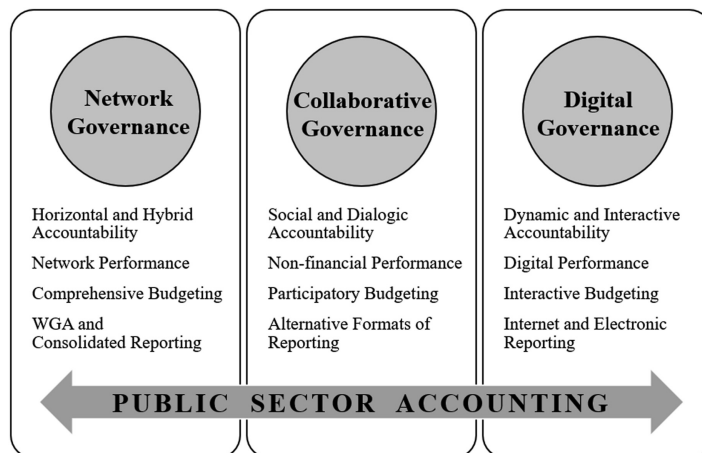 Network
Governance
Horizontal and Hybrid
Accountability
Network Performance
Comprehensive Budgeting
WGA and
Consolidated Reporting
Collaborative
Governance
Social and Dialogic
Accountability
Non-financial Performance
Participatory Budgeting
Alternative Formats of
Reporting
Digital
Governance
Dynamic and Interactive
Accountability
Digital Performance
Interactive Budgeting
Internet and Electronic
Reporting
PUBLIC SECTOR ACCOUNTING